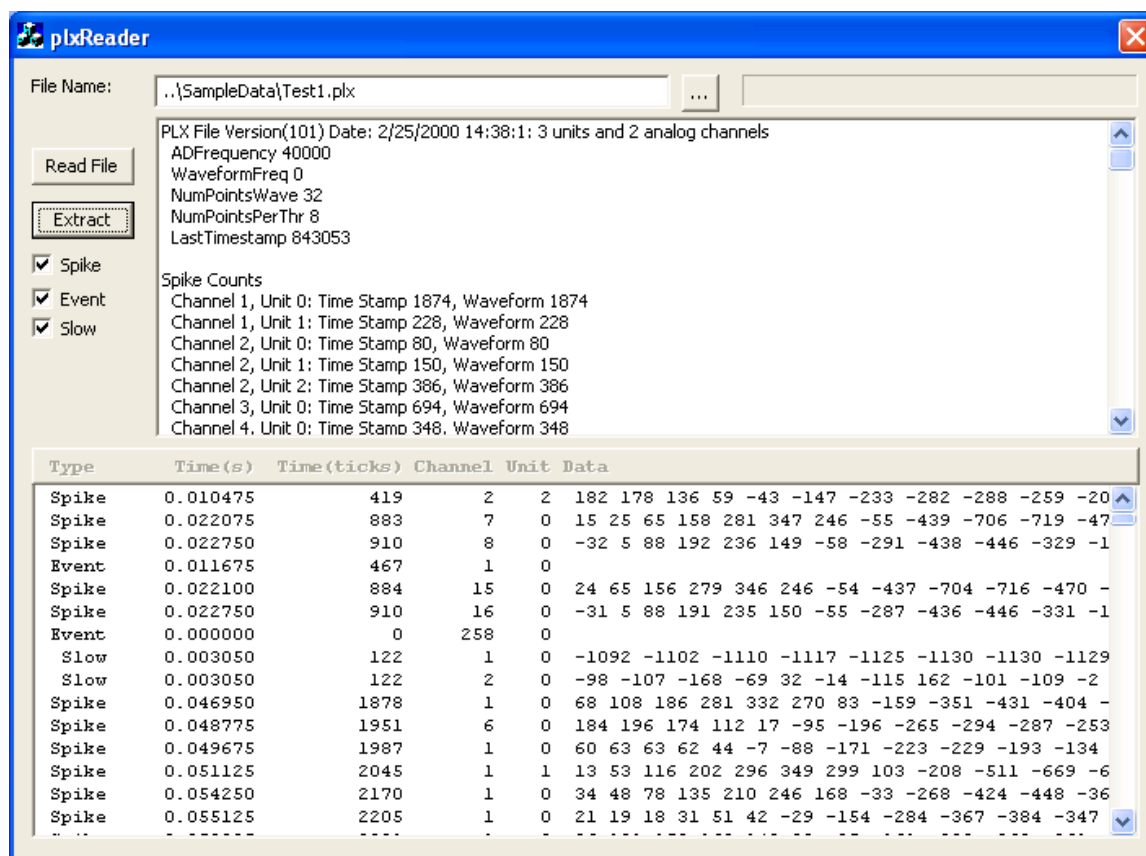 plxReader
File Name:
..\SampleData\Test1.plx
...
Read File
Extract
Spike
Event
Slow
PLX File Version(101) Date: 2/25/2000 14:38:1: 3 units and 2 analog channels
ADFrequency 40000
WaveformFreq 0
NumPointsWave 32
NumPointsPerThr 8
LastTimestamp 843053
Spike Counts
Channel 1, Unit 0: Time Stamp 1874, Waveform 1874
Channel 1, Unit 1: Time Stamp 228, Waveform 228
Channel 2, Unit 0: Time Stamp 80, Waveform 80
Channel 2, Unit 1: Time Stamp 150, Waveform 150
Channel 2, Unit 2: Time Stamp 386, Waveform 386
Channel 3, Unit 0: Time Stamp 694, Waveform 694
Channel 4, Unit 0: Time Stamp 348, Waveform 348
Type Time(s) Time(ticks) Channel Unit Data
Spike 0.010475 419 2 2 182 178 136 59 -43 -147 -233 -282 -288 -259 -20
Spike 0.022075 883 7 0 15 25 65 158 281 347 246 -55 -439 -706 -719 -47
Spike 0.022750 910 8 0 -32 5 88 192 236 149 -58 -291 -438 -446 -329 -1
Event 0.011675 467 1 0
Spike 0.022100 884 15 0 24 65 156 279 346 246 -54 -437 -704 -716 -470 -
Spike 0.022750 910 16 0 -31 5 88 191 235 150 -55 -287 -436 -446 -331 -1
Event 0.000000 0 258 0
Slow 0.003050 122 1 0 -1092 -1102 -1110 -1117 -1125 -1130 -1130 -1129
Slow 0.003050 122 2 0 -98 -107 -168 -69 32 -14 -115 162 -101 -109 -2
Spike 0.046950 1878 1 0 68 108 186 281 332 270 83 -159 -351 -431 -404 -
Spike 0.048775 1951 6 0 184 196 174 112 17 -95 -196 -265 -294 -287 -253
Spike 0.049675 1987 1 0 60 63 63 62 44 -7 -88 -171 -223 -229 -193 -134
Spike 0.051125 2045 1 1 13 53 116 202 296 349 299 103 -208 -511 -669 -6
Spike 0.054250 2170 1 0 34 48 78 135 210 246 168 -33 -268 -424 -448 -36
Spike 0.055125 2205 1 0 21 19 18 31 51 42 -29 -154 -284 -367 -384 -347